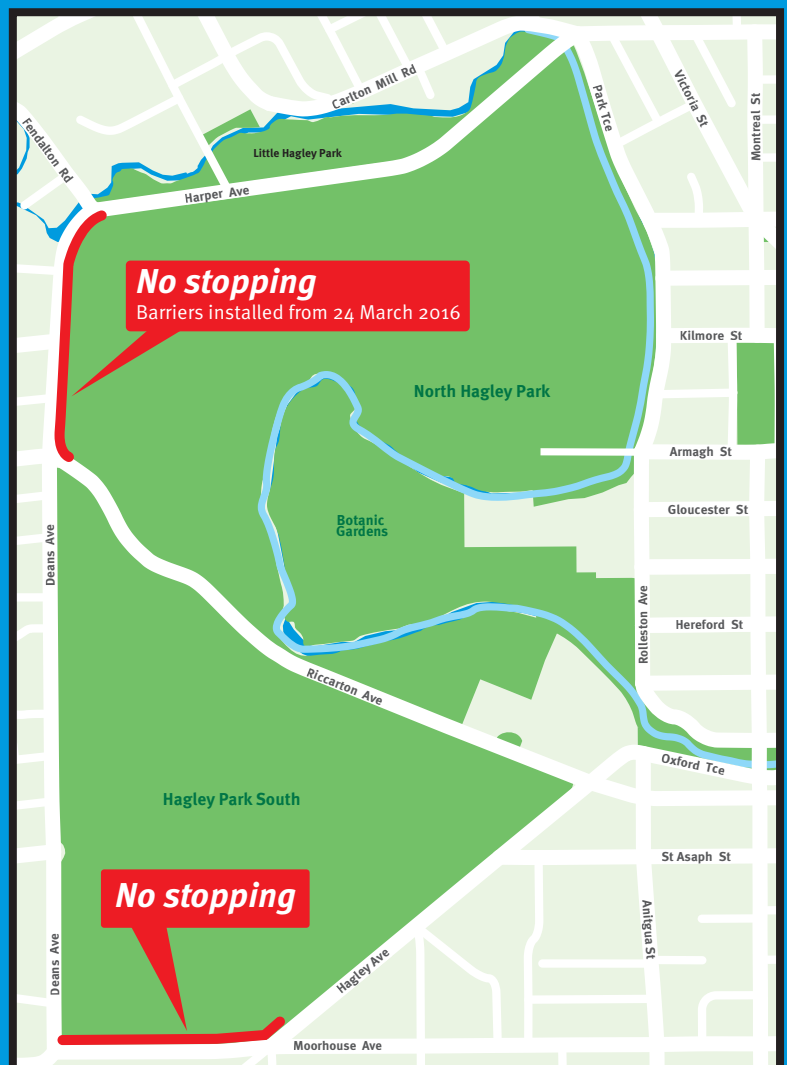 Carlton Mill Rd
Park Tce
Victoria St
Montreal St
Fendalton Rd
Little Hagley Park
Harper Ave
No stopping
Barriers installed from 24 March 2016
Kilmore St
North Hagley Park
Armagh St
Gloucester St
Botanic
Gardens
Deans Ave
Rolleston Ave
Hereford St
Riccarton Ave
Oxford Tce
Hagley Park South
St Asaph St
No stopping
Anitgua St
Deans Ave
Hagley Ave
Moorhouse Ave